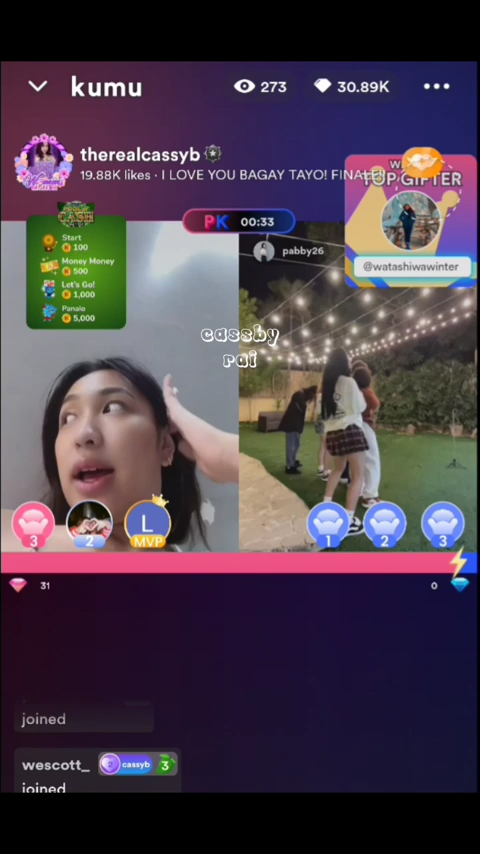 kumu
273
30.89K
therealcassyb
19.88K likes · I LOVE YOU BAGAY TAYO! FINALE!!
TOP GIFTER
@watashiwawinter
CASH
Start
100
Money Money
500
Let's Go!
1,000
Panalo
5,000
PK 00:33
pabby26
cassby
rai
3
2
L
MVP
1
2
3
31
0
joined
wescott_ cassyb 3
joined